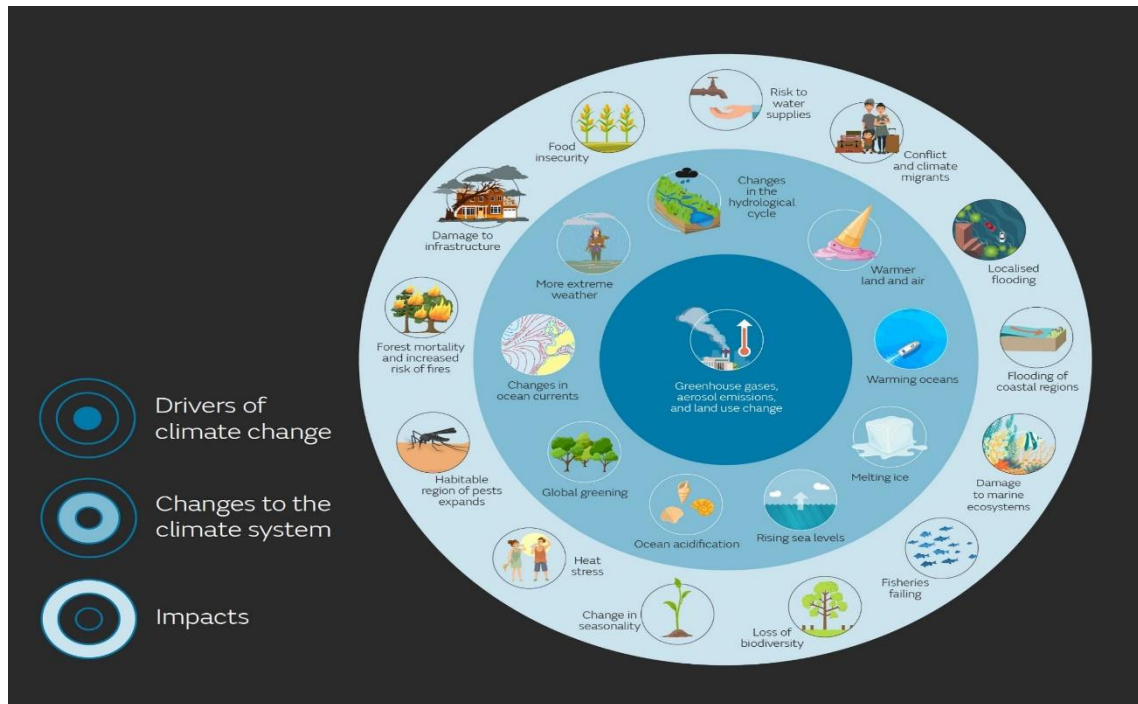 Drivers of
climate change
Changes to the
climate system
Impacts
Risk to
water
supplies
Conflict
and climate
migrants
Localised
flooding
Flooding of
coastal regions
Damage
to marine
ecosystems
Fisheries
failing
Loss of
biodiversity
Change in
seasonality
Heat
stress
Habitable
region of pests
expands
Forest mortality
and increased
risk of fires
Damage to
infrastructure
Food
insecurity
Changes
in the
hydrological
cycle
Warmer
land and air
Warming oceans
Melting ice
Rising sea levels
Ocean acidification
Global greening
Changes in
ocean currents
More extreme
weather
Greenhouse gases,
aerosol emissions,
and land use change